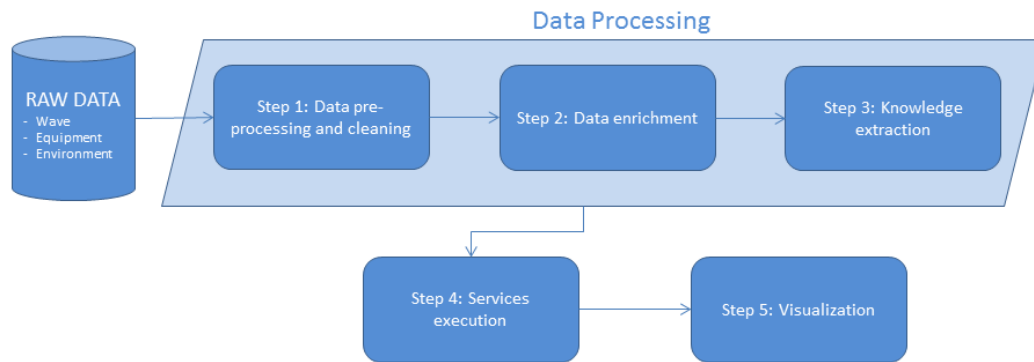 Data Processing
RAW DATA
- Wave
- Equipment
- Environment
Step 1: Data pre-
processing and cleaning
Step 2: Data enrichment
Step 3: Knowledge
extraction
Step 4: Services
execution
Step 5: Visualization